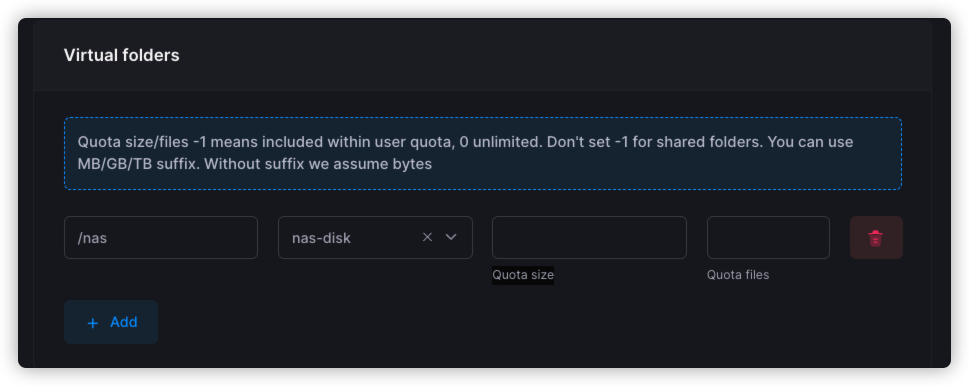 Virtual folders
Quota size/files -1 means included within user quota, 0 unlimited. Don't set -1 for shared folders. You can use
MB/GB/TB suffix. Without suffix we assume bytes
/nas
nas-disk
Quota size
Quota files
+ Add